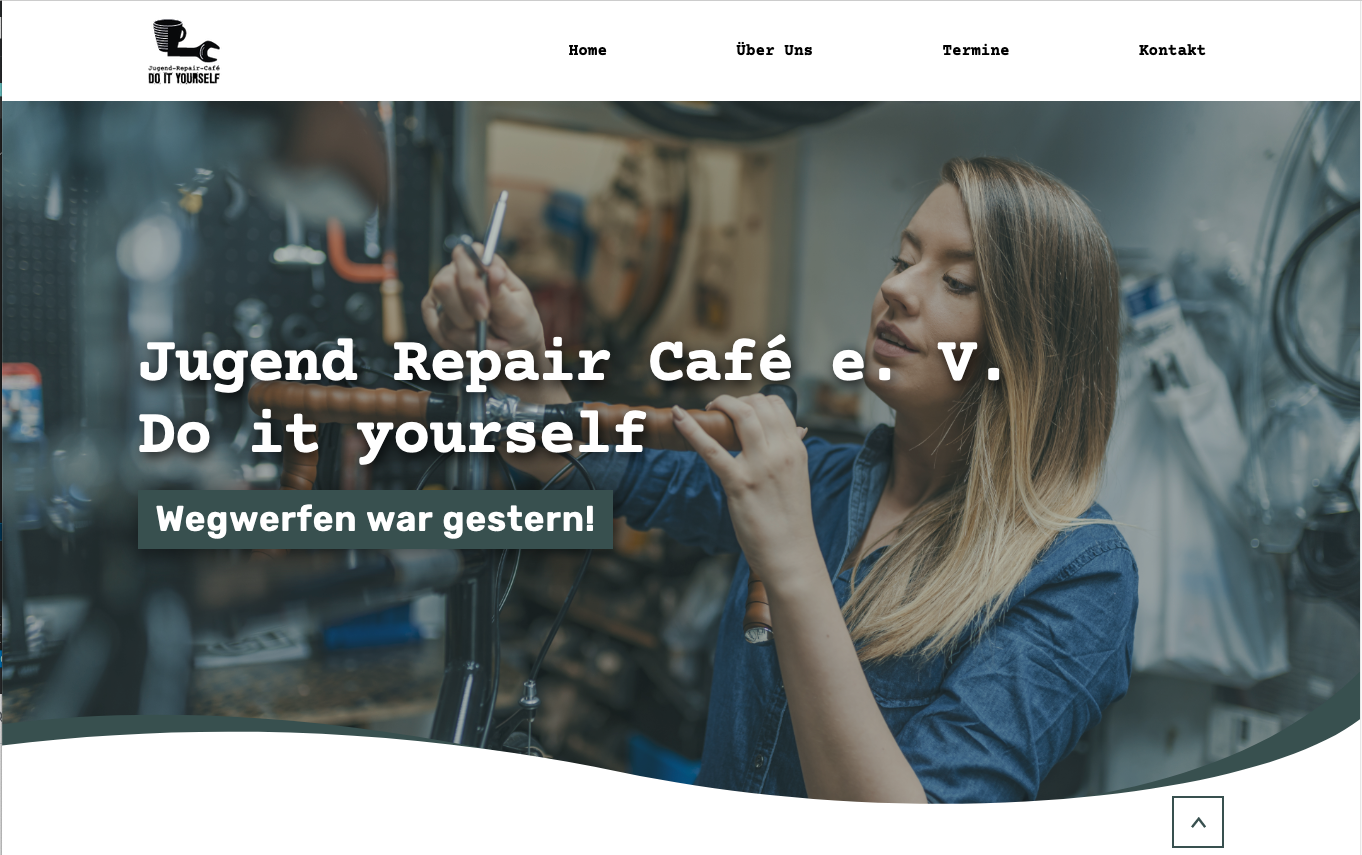 Jugend-Repair-Café
DO IT YOURSELF
Home
Über Uns
Termine
Kontakt
Jugend Repair Café e. V.
Do it yourself
Wegwerfen war gestern!